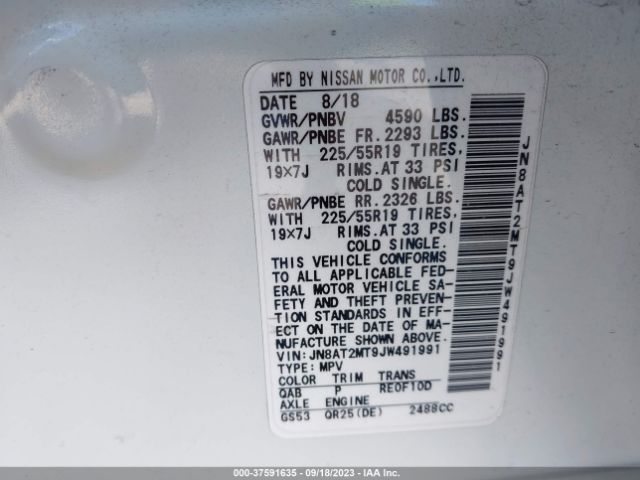 MFD BY NISSAN MOTOR CO.,LTD.
DATE 8/18
GVWR/PNBV 4590 LBS.
GAWR/PNBE FR. 2293 LBS.
WITH 225/55R19 TIRES,
19×7J RIMS.AT 33 PSI
COLD SINGLE.
GAWR/PNBE RR. 2326 LBS.
WITH 225/55R19 TIRES,
19×7J RIMS.AT 33 PSI
COLD SINGLE.
THIS VEHICLE CONFORMS
TO ALL APPLICABLE FED-
ERAL MOTOR VEHICLE SA-
FETY AND THEFT PREVEN-
TION STANDARDS IN EFF-
ECT ON THE DATE OF MA-
NUFACTURE SHOWN ABOVE.
VIN: JN8AT2MT9JW491991
TYPE: MPV
COLOR TRIM TRANS
QAB P RE0F10D
AXLE ENGINE
GS53 QR25(DE) 2488CC
JN8AT2MT9JW491991
000-37591635 - 09/18/2023 - IAAI.COM